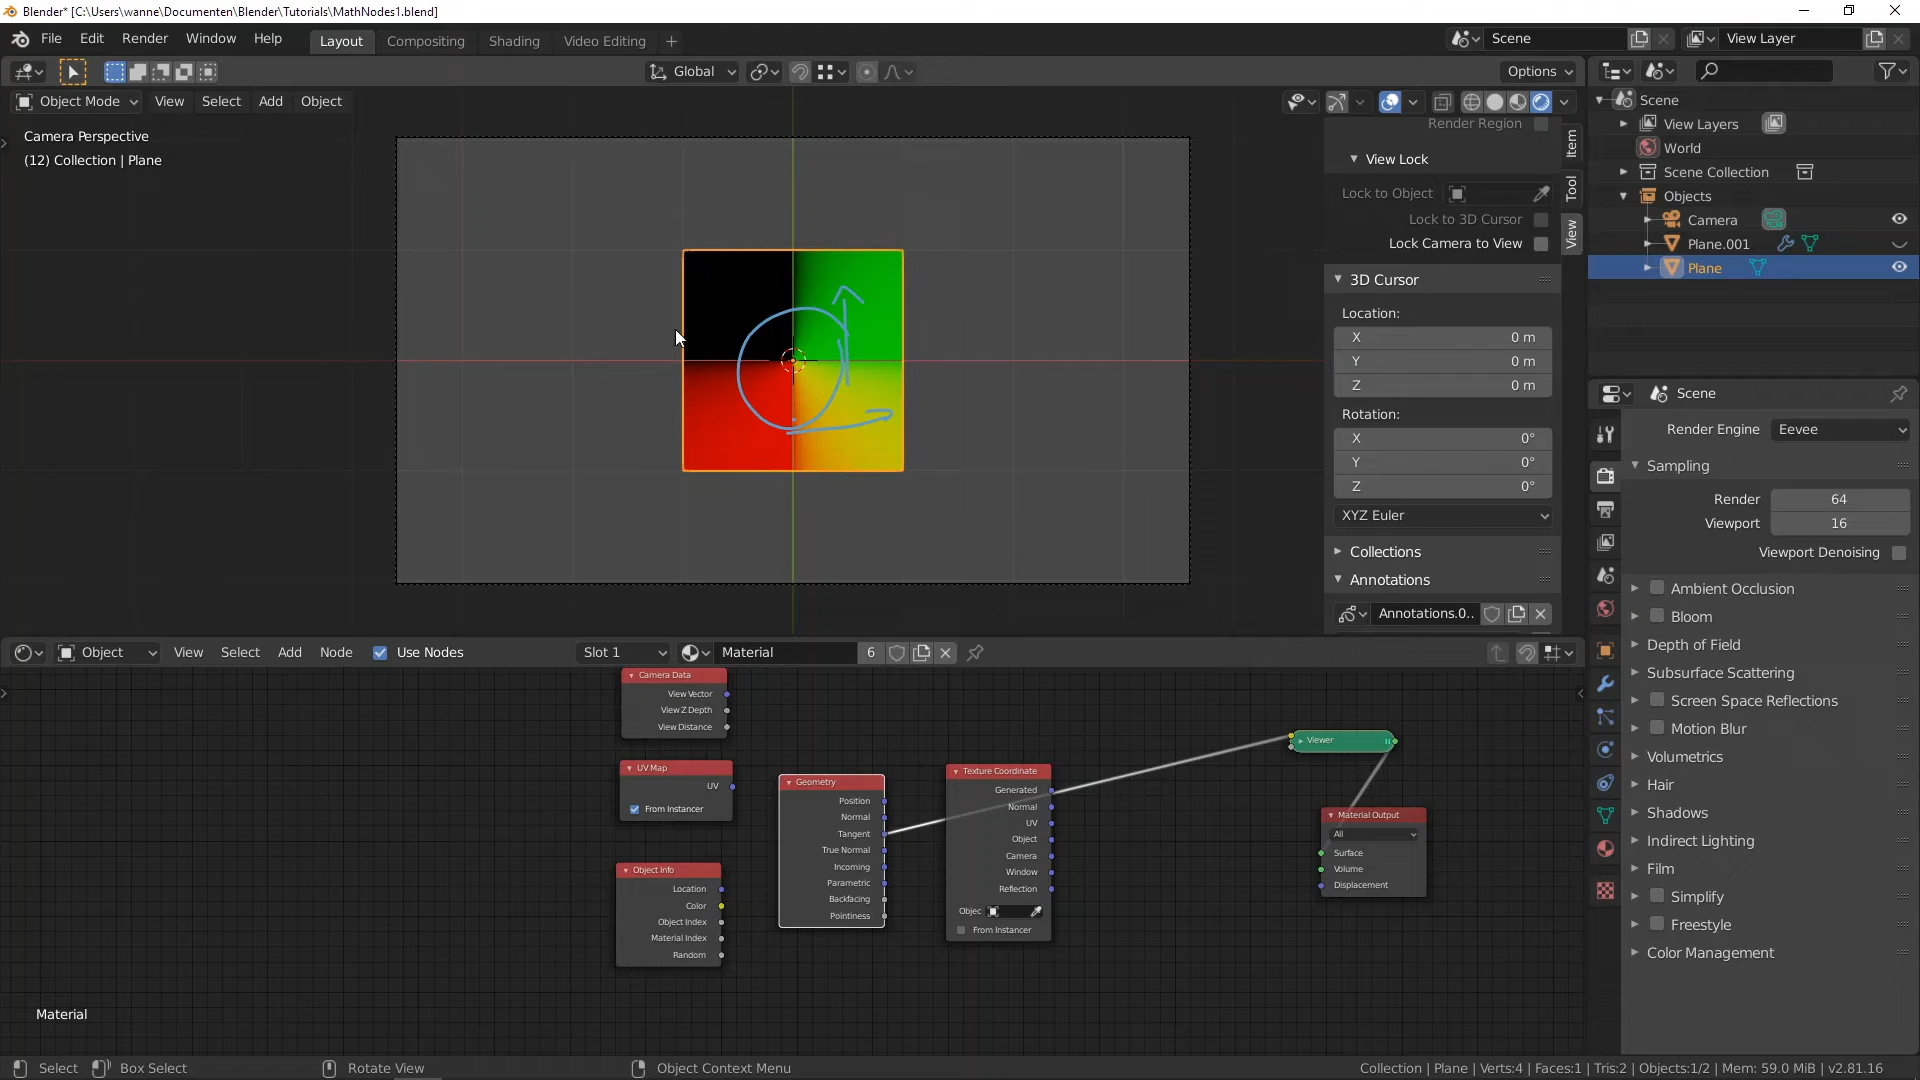 Blender* [C:\Users\wanne\Documenten\Blender\Tutorials\MathNodes1.blend]
File Edit Render Window Help Layout Compositing Shading Video Editing + Scene View Layer
Global Options
Object Mode View Select Add Object
Camera Perspective
(12) Collection | Plane
Render Region
View Lock
Lock to Object
Lock to 3D Cursor
Lock Camera to View
3D Cursor
Location:
X 0 m
Y 0 m
Z 0 m
Rotation:
X 0°
Y 0°
Z 0°
XYZ Euler
Collections
Annotations
Annotations.0..
Item
Tool
View
Scene
View Layers
World
Scene Collection
Objects
Camera
Plane.001
Plane
Scene
Render Engine Eevee
Sampling
Render 64
Viewport 16
Viewport Denoising
Ambient Occlusion
Bloom
Depth of Field
Subsurface Scattering
Screen Space Reflections
Motion Blur
Volumetrics
Hair
Shadows
Indirect Lighting
Film
Simplify
Freestyle
Color Management
Object View Select Add Node Use Nodes Slot 1 Material 6
Camera Data
View Vector
View Z Depth
View Distance
UV Map
UV
From Instancer
Object Info
Location
Color
Object Index
Material Index
Random
Geometry
Position
Normal
Tangent
True Normal
Incoming
Parametric
Backfacing
Pointiness
Texture Coordinate
Generated
Normal
UV
Object
Camera
Window
Reflection
Objec
From Instancer
Viewer
Material Output
All
Surface
Volume
Displacement
Material
Select Box Select Rotate View Object Context Menu Collection | Plane | Verts:4 | Faces:1 | Tris:2 | Objects:1/2 | Mem: 59.0 MiB | v2.81.16